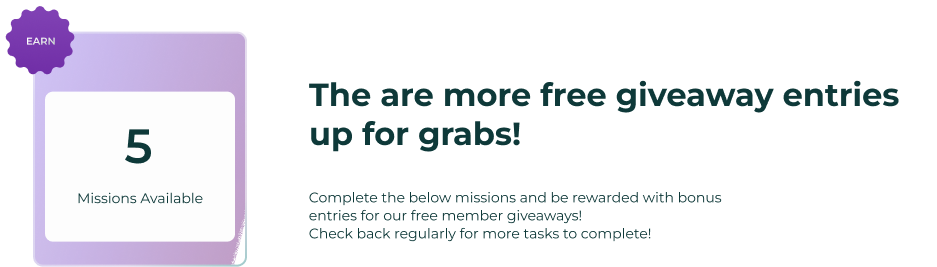 EARN
5
Missions Available
The are more free giveaway entries
up for grabs!
Complete the below missions and be rewarded with bonus
entries for our free member giveaways!
Check back regularly for more tasks to complete!